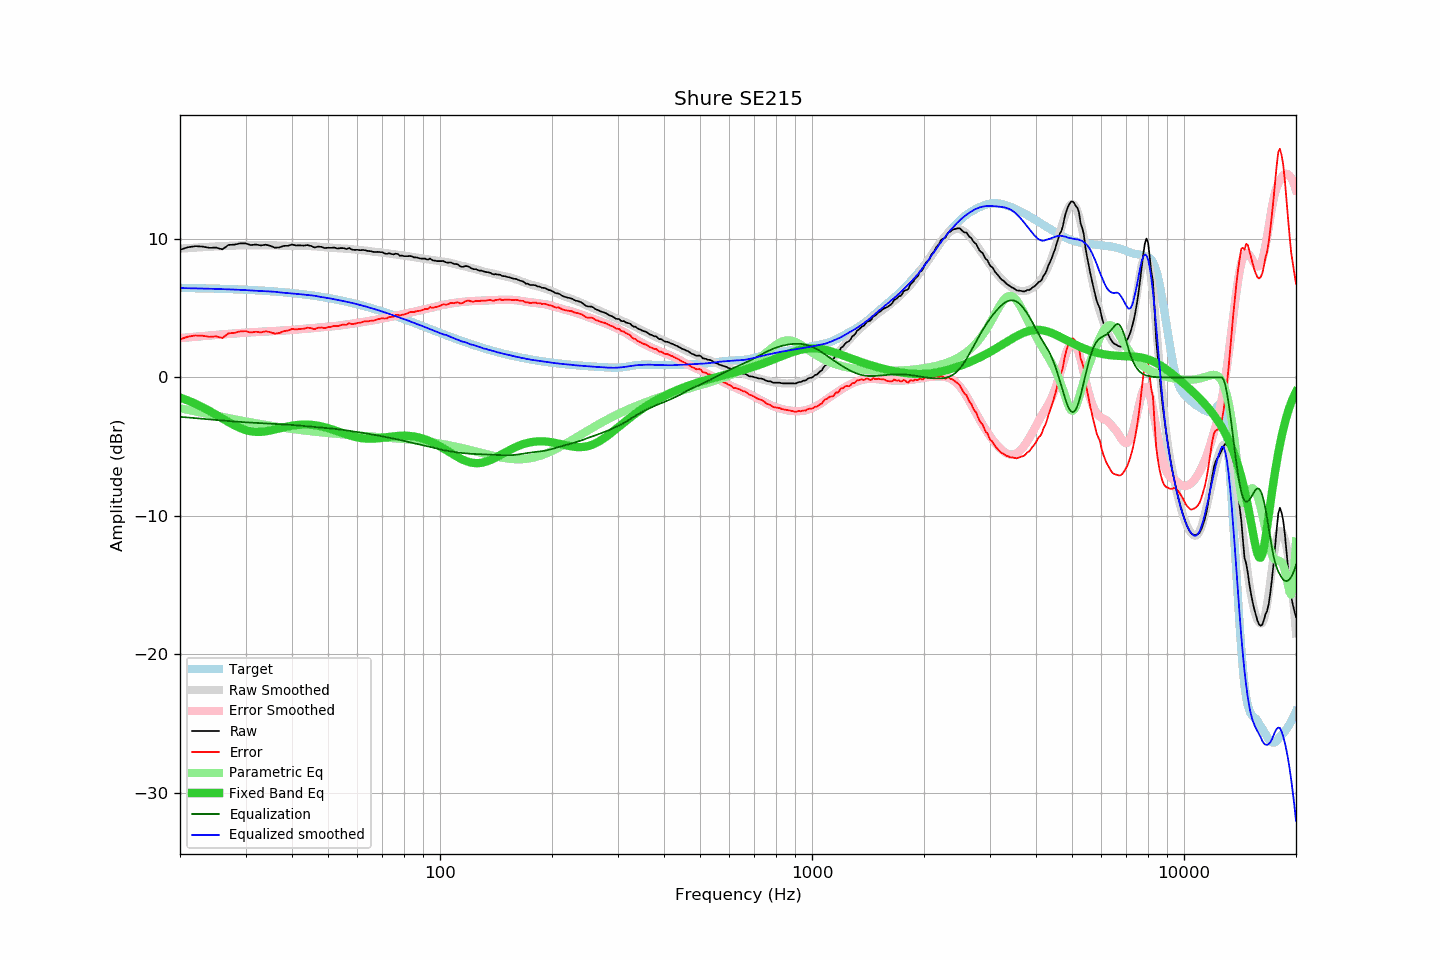 Shure SE215
Amplitude (dBr)
10
0
−10
−20
−30
Target
Raw Smoothed
Error Smoothed
Raw
Error
Parametric Eq
Fixed Band Eq
Equalization
Equalized smoothed
100
1000
10000
Frequency (Hz)